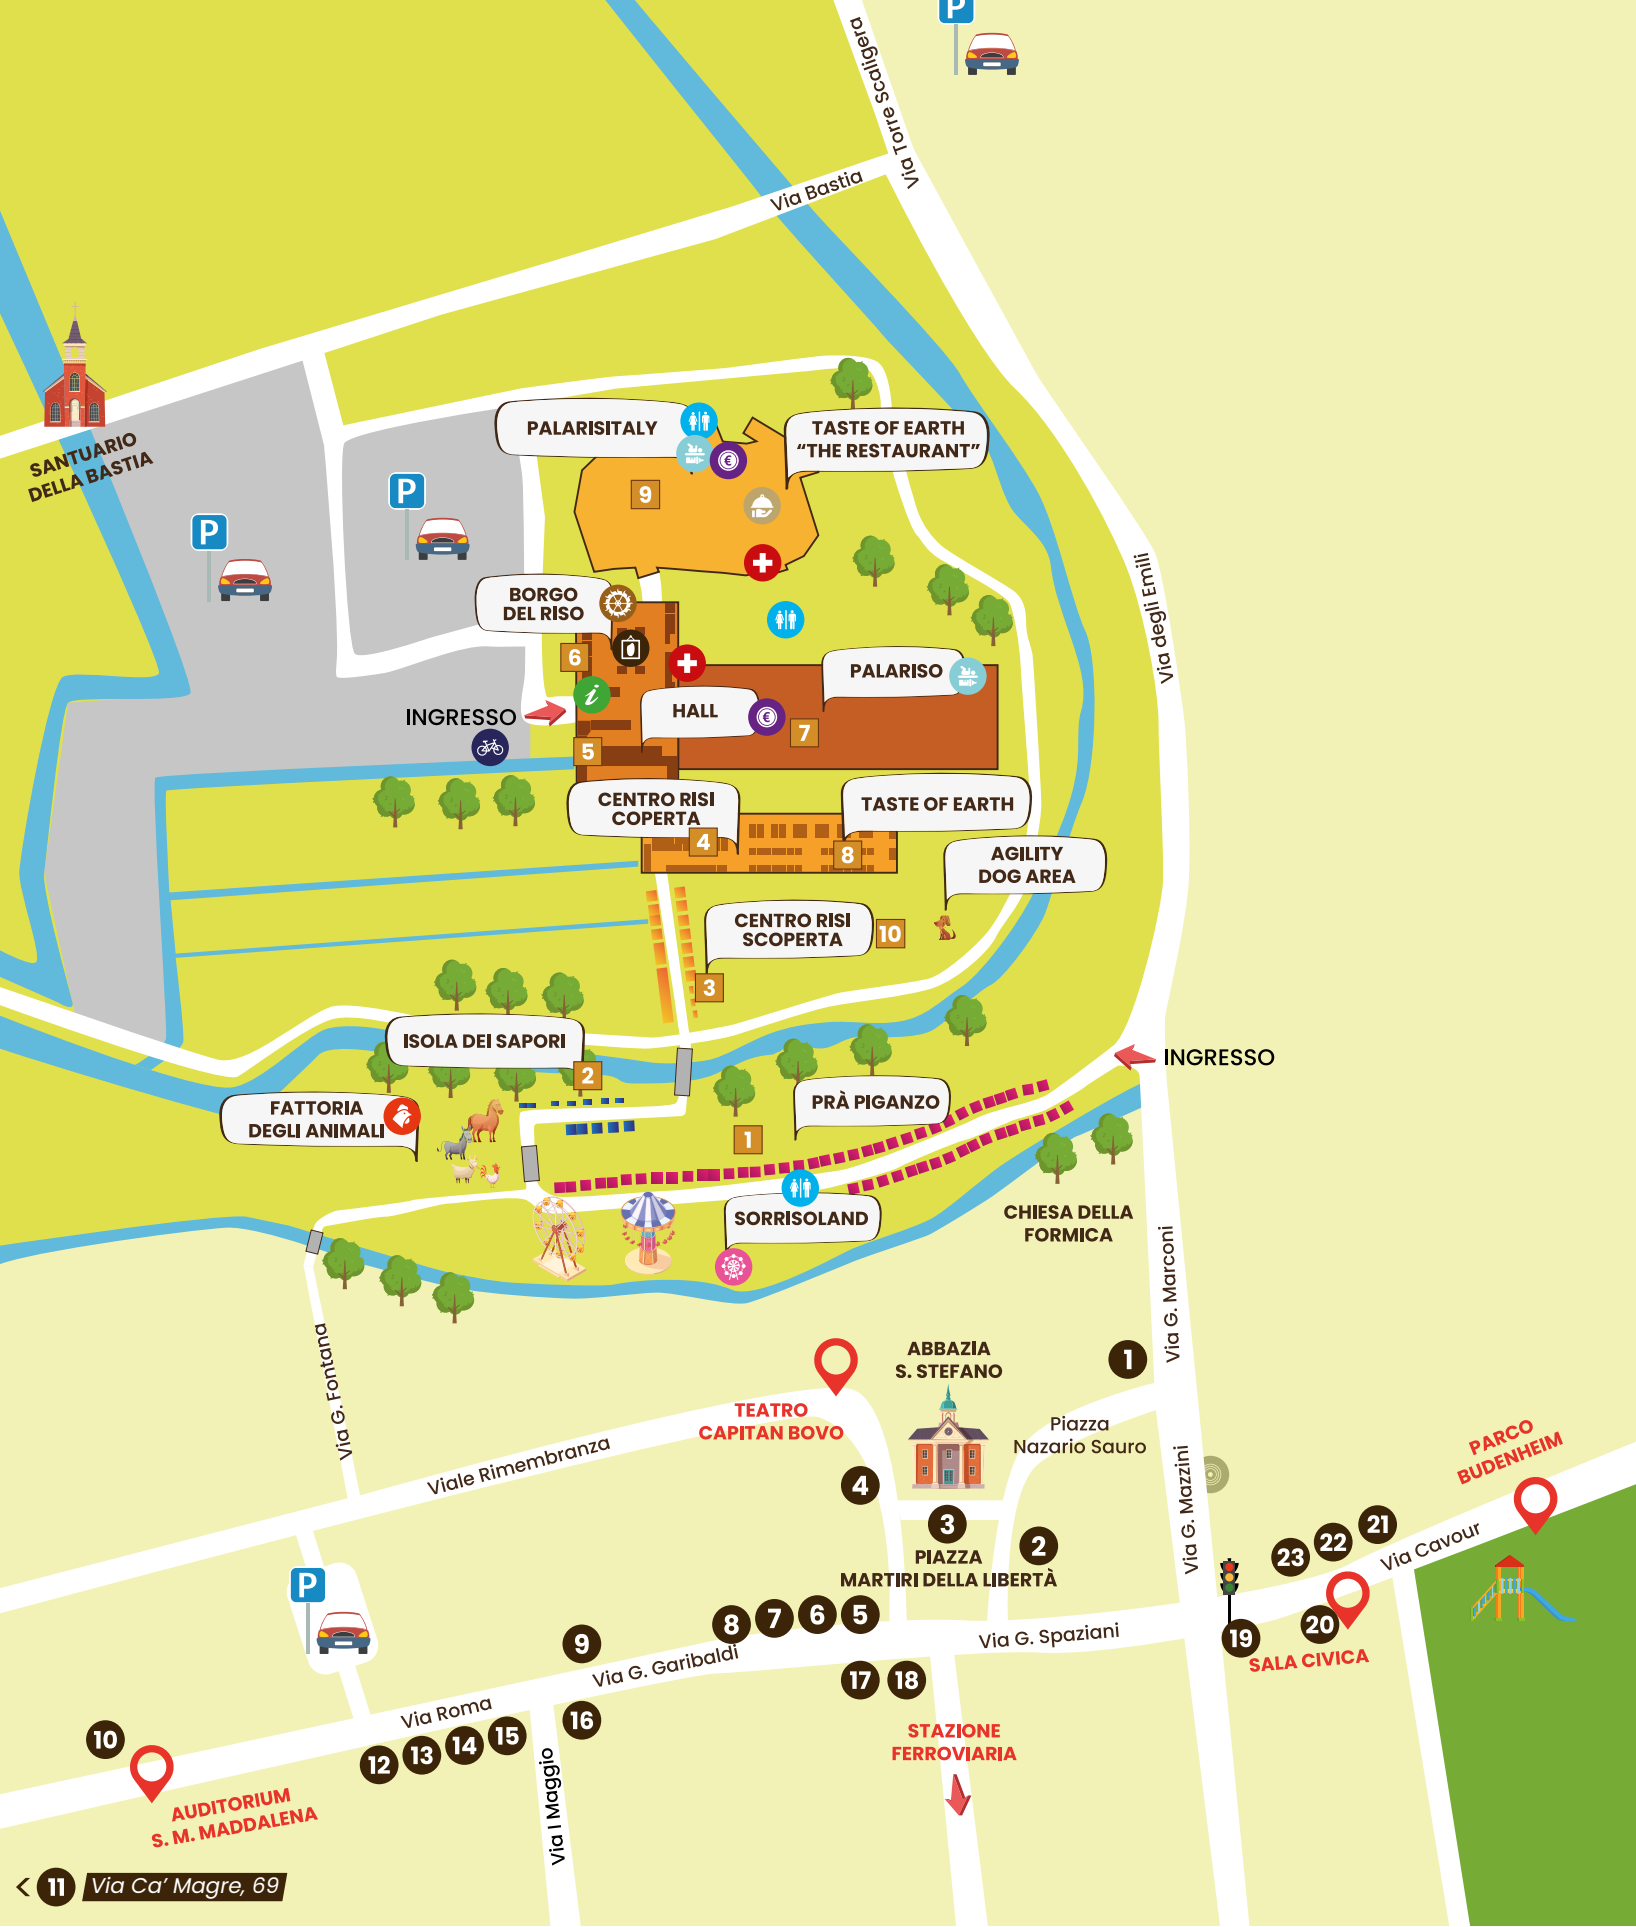 P
Via Torre Scaligera
Via Bastia
SANTUARIO
DELLA BASTIA
P
P
PALARISITALY
TASTE OF EARTH
“THE RESTAURANT”
€
9
BORGO
DEL RISO
6
i
PALARISO
HALL
€
7
INGRESSO
5
Via degli Emili
CENTRO RISI
COPERTA
4
TASTE OF EARTH
8
AGILITY
DOG AREA
CENTRO RISI
SCOPERTA
10
3
ISOLA DEI SAPORI
2
INGRESSO
FATTORIA
DEGLI ANIMALI
PRÀ PIGANZO
1
SORRISOLAND
CHIESA DELLA
FORMICA
Via G. Marconi
Via G. Fontana
ABBAZIA
S. STEFANO
1
TEATRO
CAPITAN BOVO
Piazza
Nazario Sauro
Viale Rimembranza
PARCO
BUDENHEIM
Via G. Mazzini
4
3
2
PIAZZA
MARTIRI DELLA LIBERTÀ
21
22
23
Via Cavour
P
8
7
6
5
9
Via G. Garibaldi
Via G. Spaziani
19
20
SALA CIVICA
17
18
Via Roma
16
15
14
13
12
10
STAZIONE
FERROVIARIA
Via I Maggio
AUDITORIUM
S. M. MADDALENA
< 11 Via Ca’ Magre, 69